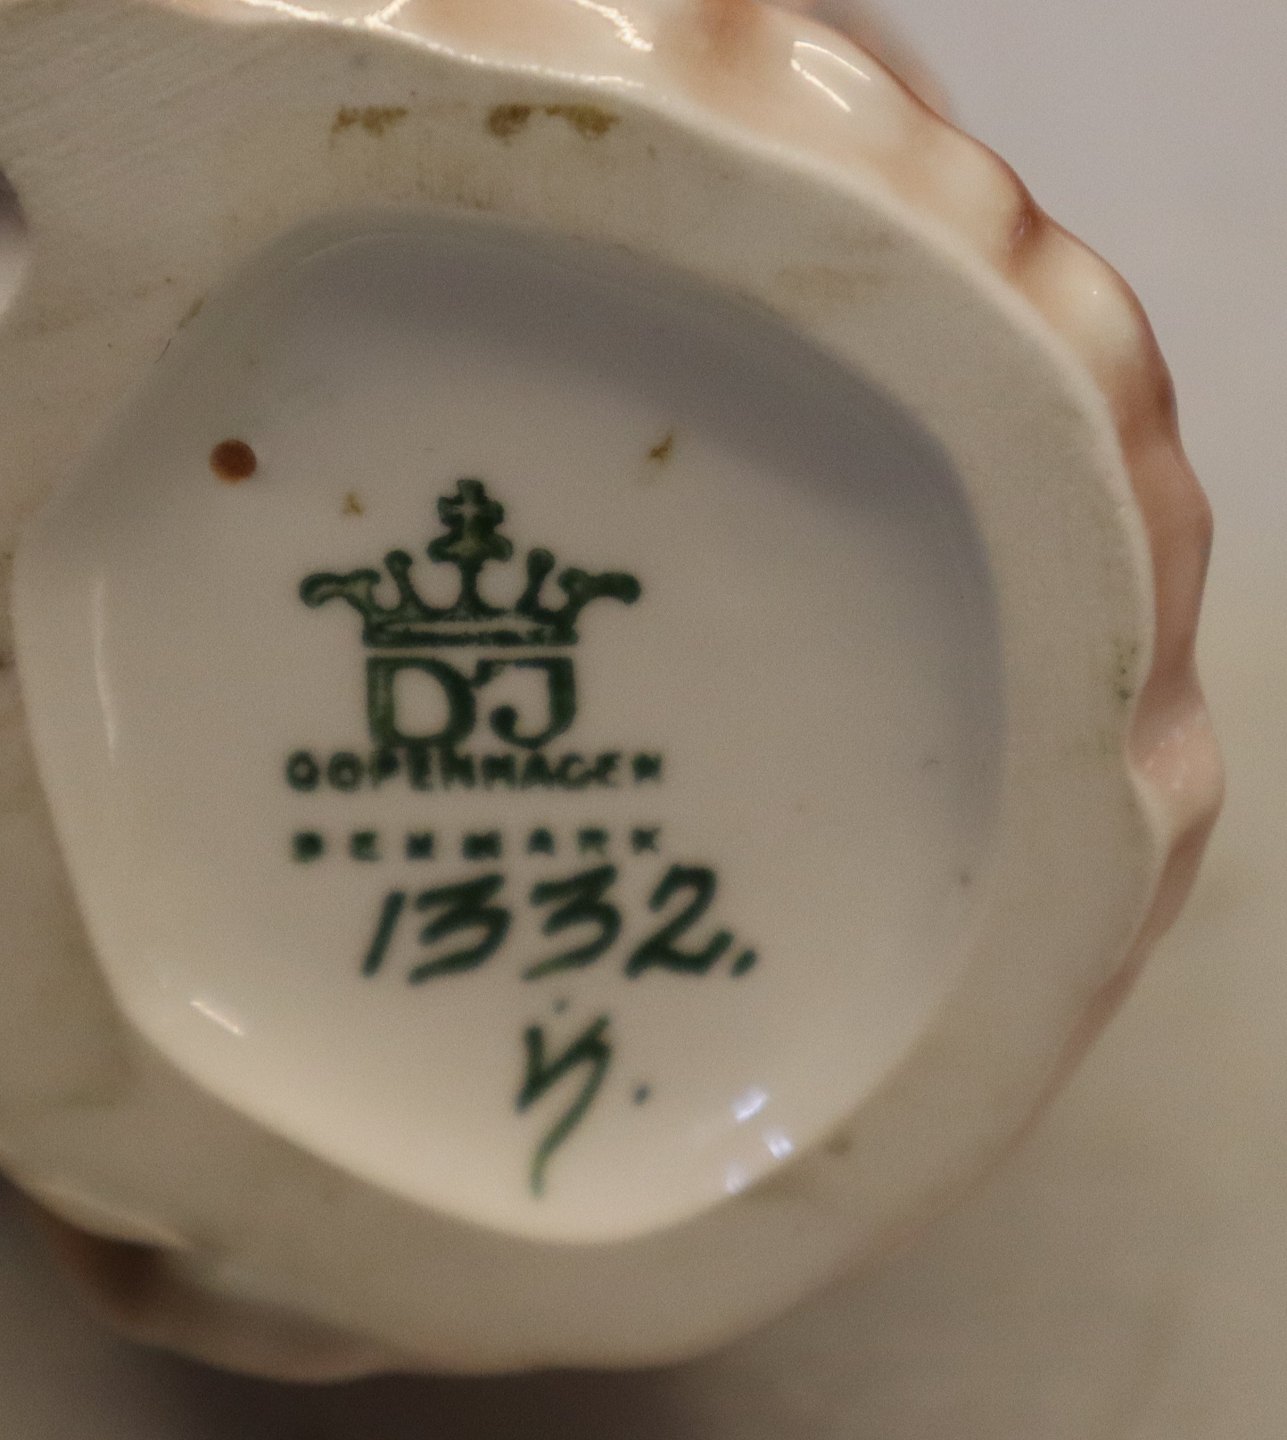 DJ
COPENHAGEN
DENMARK
1332.